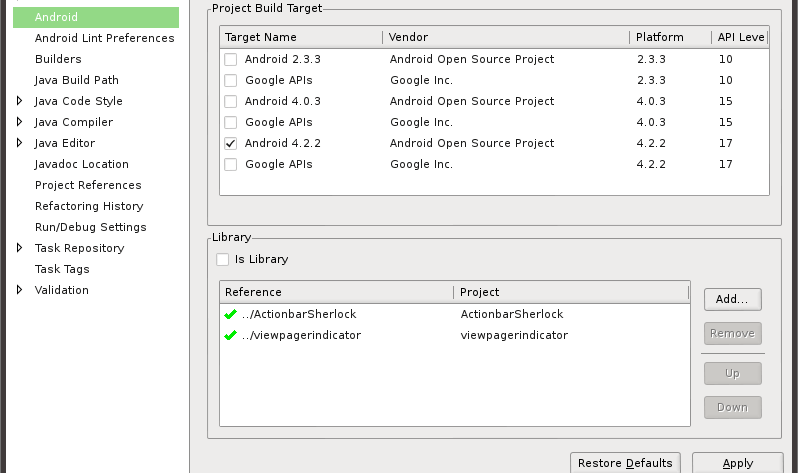 Android
Android Lint Preferences
Builders
Java Build Path
Java Code Style
Java Compiler
Java Editor
Javadoc Location
Project References
Refactoring History
Run/Debug Settings
Task Repository
Task Tags
Validation
Project Build Target
Target Name Vendor Platform API Leve
Android 2.3.3 Android Open Source Project 2.3.3 10
Google APIs Google Inc. 2.3.3 10
Android 4.0.3 Android Open Source Project 4.0.3 15
Google APIs Google Inc. 4.0.3 15
Android 4.2.2 Android Open Source Project 4.2.2 17
Google APIs Google Inc. 4.2.2 17
Library
Is Library
Reference Project
../ActionbarSherlock ActionbarSherlock
../viewpagerindicator viewpagerindicator
Add...
Remove
Up
Down
Restore Defaults Apply